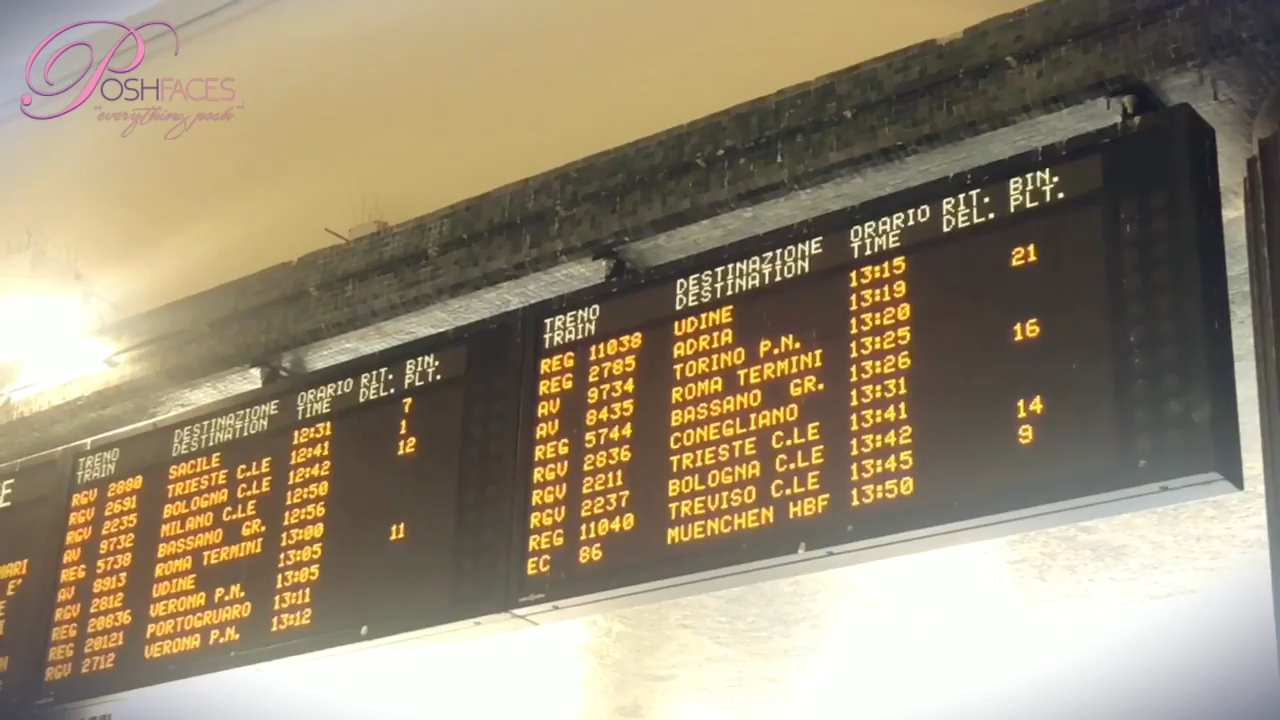 POSHFACES
"everything posh"
TRENO DESTINAZIONE ORARIO RIT. BIN.
TRAIN DESTINATION TIME DEL. PLT.
RGV 2880 SACILE 12:31 7
RGV 2691 TRIESTE C.LE 12:41 1
RGV 2235 BOLOGNA C.LE 12:42 12
AV 9732 MILANO C.LE 12:50
REG 5738 BASSANO GR. 12:56
AV 8913 ROMA TERMINI 13:00
RGV 2812 UDINE 13:05 11
REG 20836 VERONA P.N. 13:05
REG 20121 PORTOGRUARO 13:11
RGV 2712 VERONA P.N. 13:12
TRENO DESTINAZIONE ORARIO RIT. BIN.
TRAIN DESTINATION TIME DEL. PLT.
REG 11038 UDINE 13:15 21
REG 2785 ADRIA 13:19
AV 9734 TORINO P.N. 13:20
AV 8435 ROMA TERMINI 13:25 16
REG 5744 BASSANO GR. 13:26
RGV 2836 CONEGLIANO 13:31
RGV 2211 TRIESTE C.LE 13:41 14
RGV 2237 BOLOGNA C.LE 13:42 9
REG 11040 TREVISO C.LE 13:45
EC 86 MUENCHEN HBF 13:50